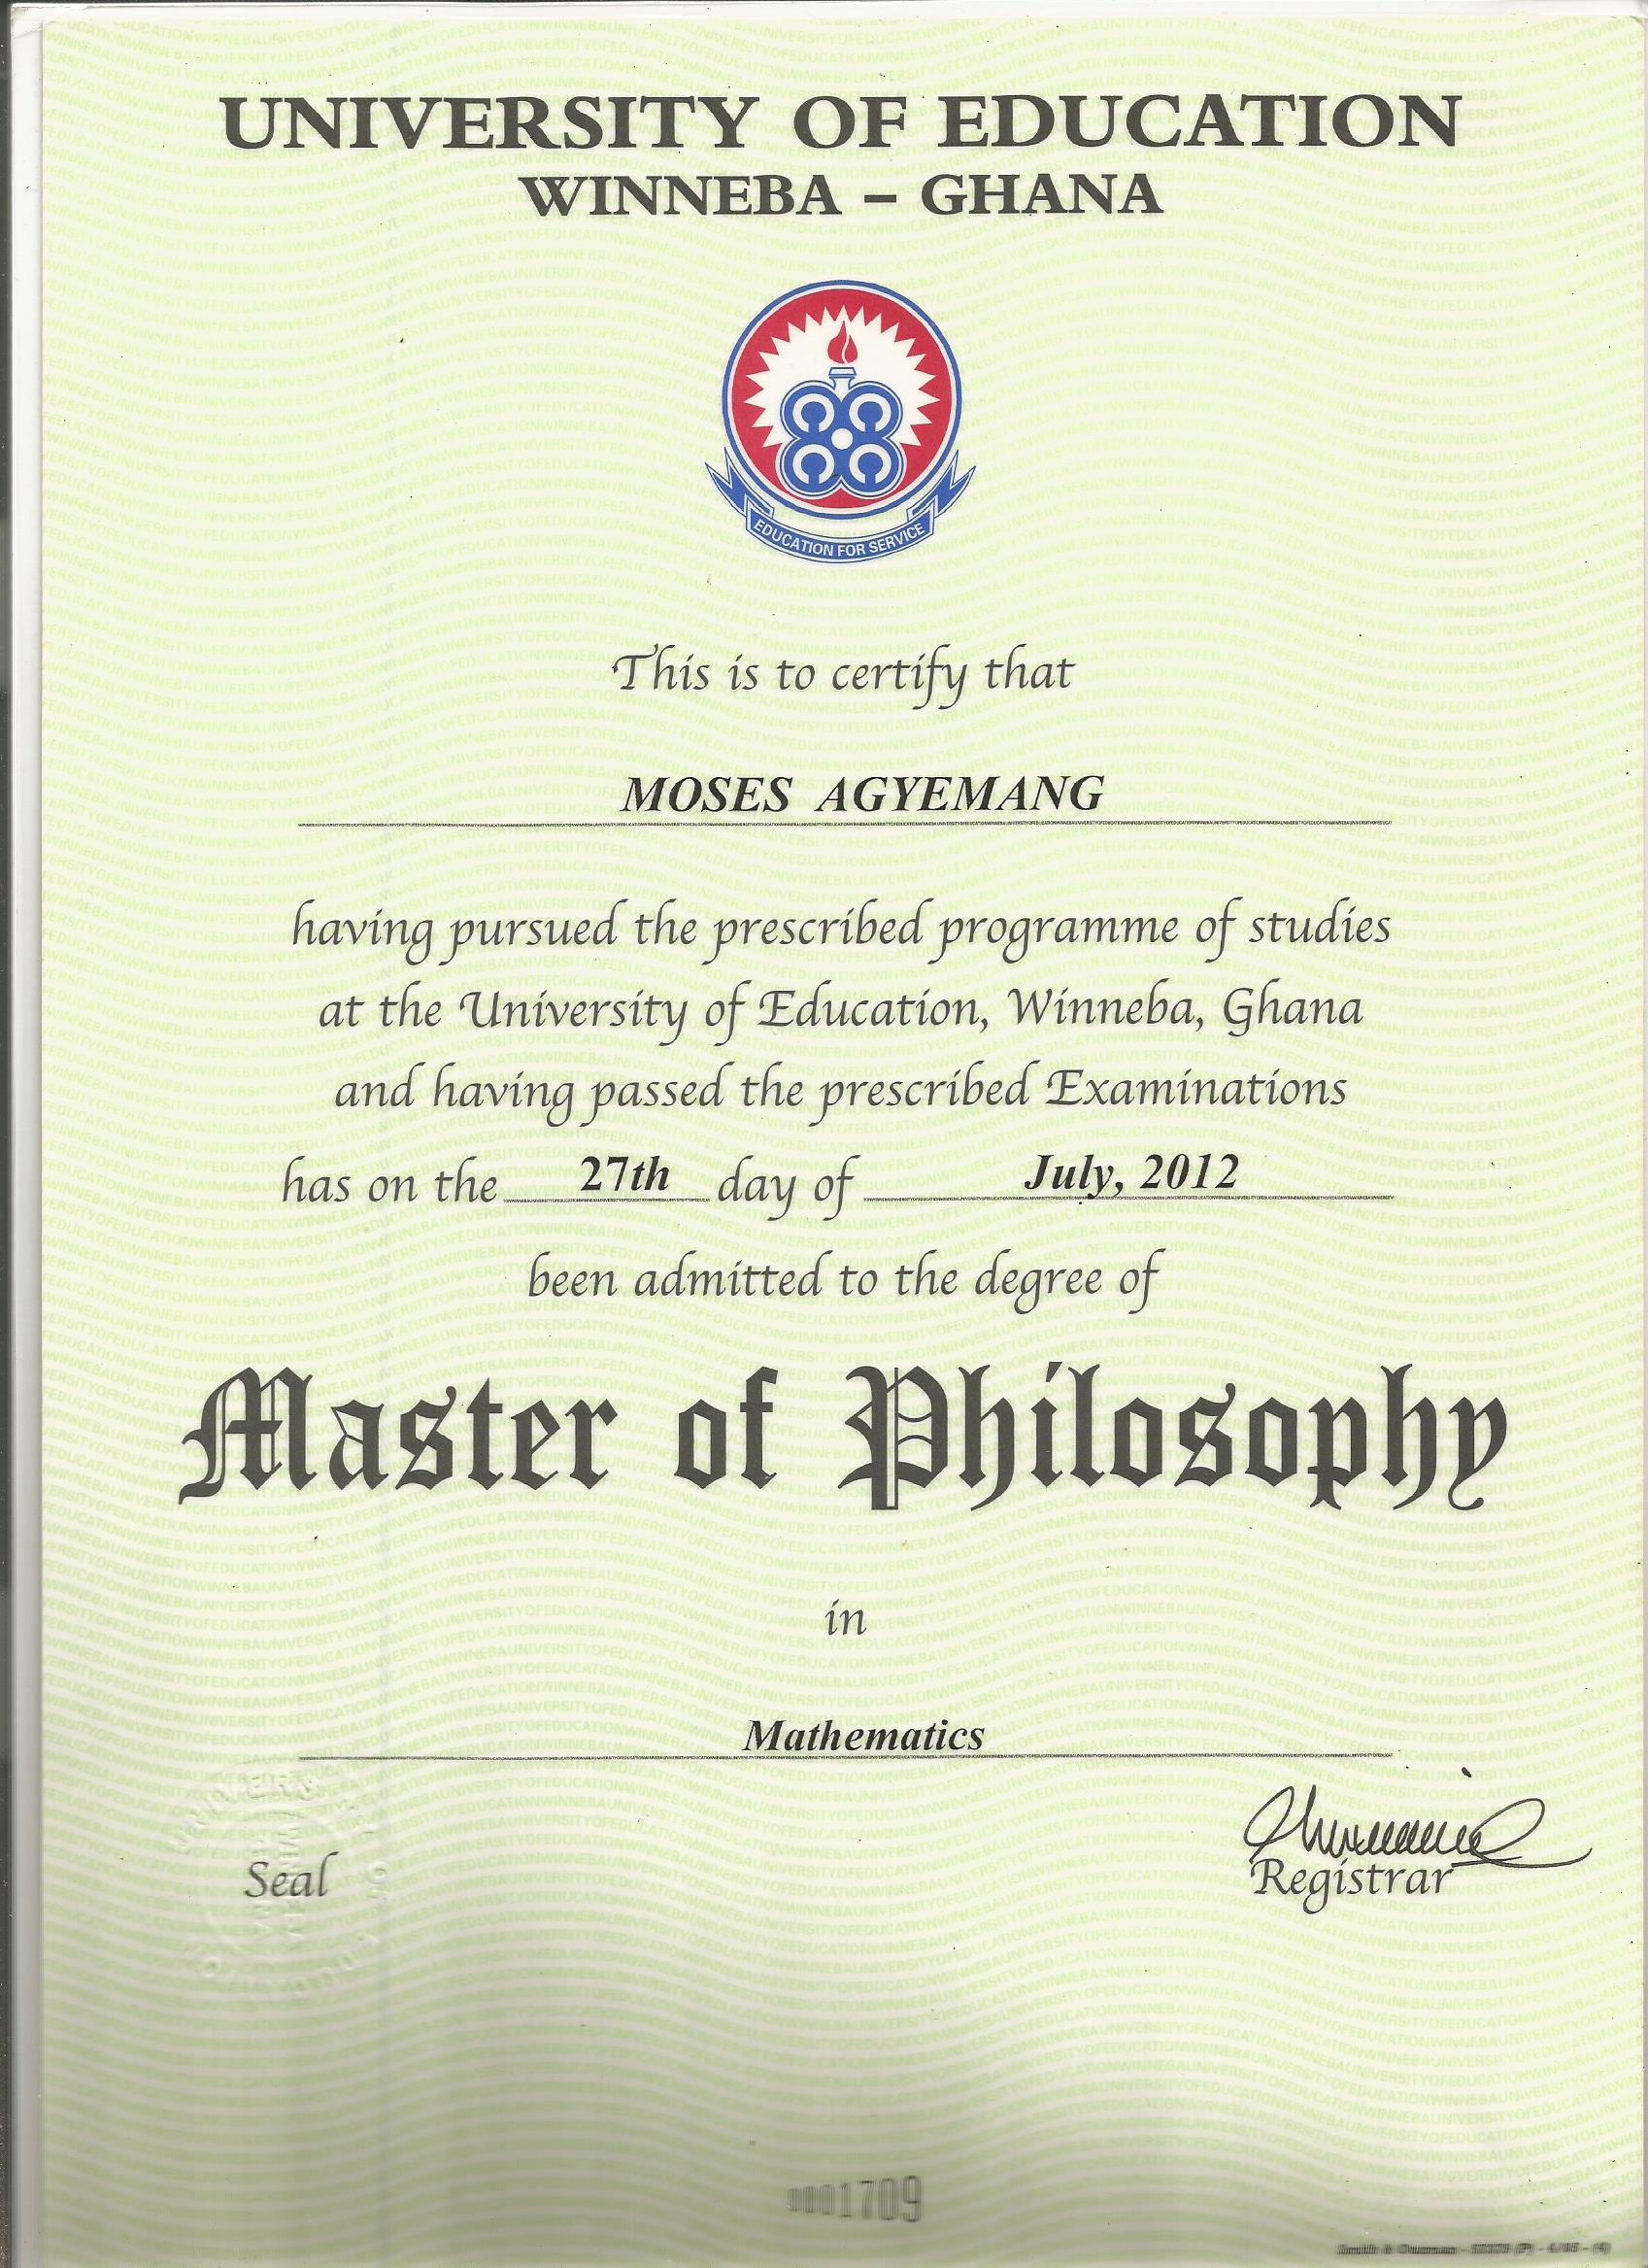 UNIVERSITY OF EDUCATION
WINNEBA – GHANA
EDUCATION FOR SERVICE
This is to certify that
MOSES AGYEMANG
having pursued the prescribed programme of studies
at the University of Education, Winneba, Ghana
and having passed the prescribed Examinations
has on the 27th day of July, 2012
been admitted to the degree of
Master of Philosophy
in
Mathematics
Seal
Registrar
0001709